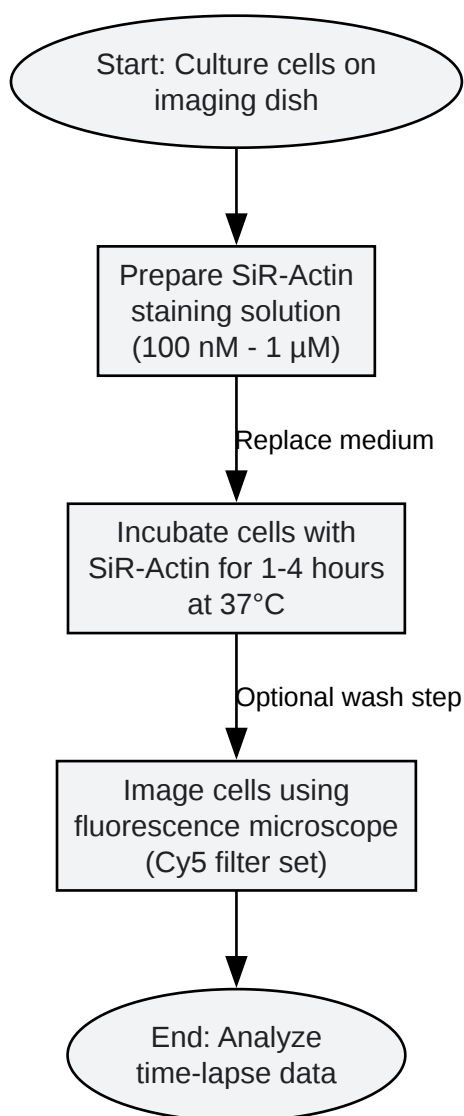 Start: Culture cells on
imaging dish
Prepare SiR-Actin
staining solution
(100 nM - 1 µM)
Replace medium
Incubate cells with
SiR-Actin for 1-4 hours
at 37°C
Optional wash step
Image cells using
fluorescence microscope
(Cy5 filter set)
End: Analyze
time-lapse data